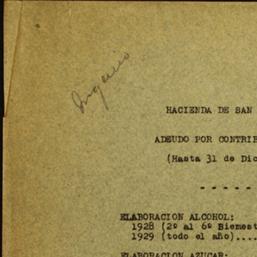 Ingenio
HACIENDA DE SAN
ADEUDO POR CONTRIB
(Hasta 31 de Dic
- - - - -
ELABORACION ALCOHOL:
1928 (2º al 6º Bimest
1929 (todo el año)....
ELABORACION AZUCAR: